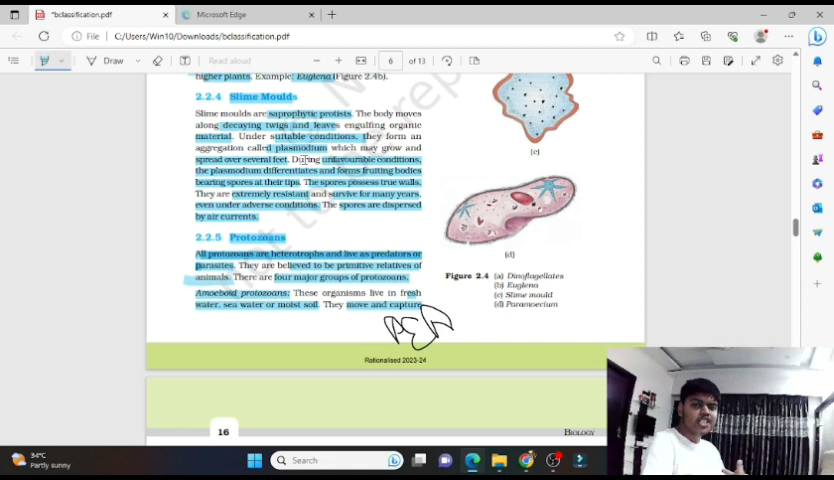 *bclassification.pdf
Microsoft Edge
File
C:/Users/Win10/Downloads/bclassification.pdf
Draw
Read aloud
6
of 13
higher plants. Example: Euglena (Figure 2.4b).
2.2.4 Slime Moulds
Slime moulds are saprophytic protists. The body moves
along decaying twigs and leaves engulfing organic
material. Under suitable conditions, they form an
aggregation called plasmodium which may grow and
spread over several feet. During unfavourable conditions,
the plasmodium differentiates and forms fruiting bodies
bearing spores at their tips. The spores possess true walls.
They are extremely resistant and survive for many years,
even under adverse conditions. The spores are dispersed
by air currents.
2.2.5 Protozoans
All protozoans are heterotrophs and live as predators or
parasites. They are believed to be primitive relatives of
animals. There are four major groups of protozoans.
Amoeboid protozoans: These organisms live in fresh
water, sea water or moist soil. They move and capture
(c)
(d)
Figure 2.4 (a) Dinoflagellates
(b) Euglena
(c) Slime mould
(d) Paramoecium
Rationalised 2023-24
16
BIOLOGY
34°C
Partly sunny
Search